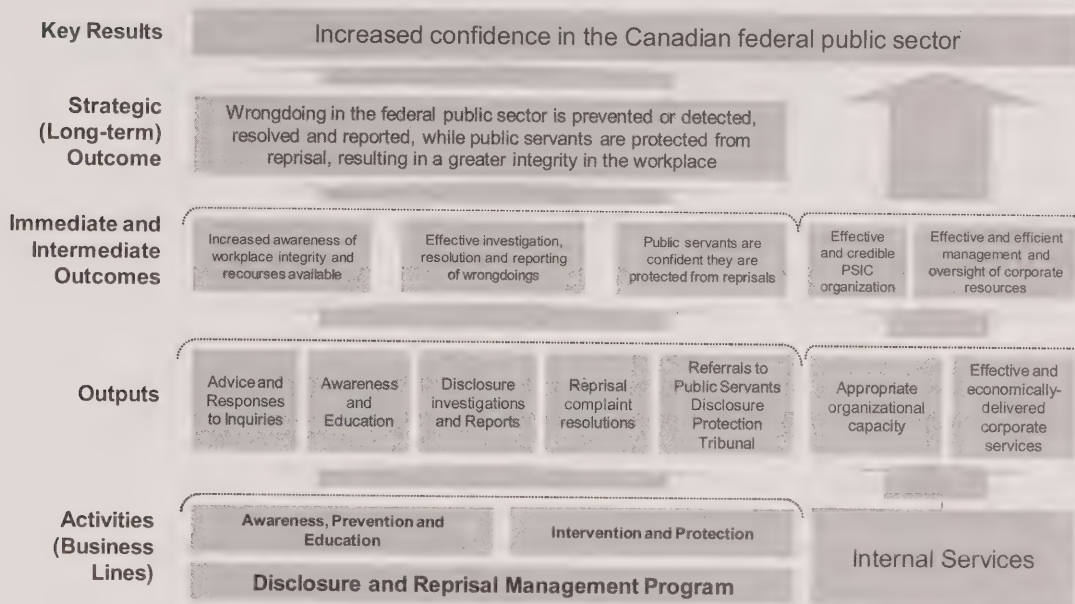 Key Results
Increased confidence in the Canadian federal public sector
Strategic
(Long-term)
Outcome
Wrongdoing in the federal public sector is prevented or detected,
resolved and reported, while public servants are protected from
reprisal, resulting in a greater integrity in the workplace
Immediate and
Intermediate
Outcomes
Increased awareness of
workplace integrity and
recourses available
Effective investigation,
resolution and reporting
of wrongdoings
Public servants are
confident they are
protected from reprisals
Effective
and credible
PSIC
organization
Effective and efficient
management and
oversight of corporate
resources
Outputs
Advice and
Responses
to Inquiries
Awareness
and
Education
Disclosure
investigations
and Reports
Reprisal
complaint
resolutions
Referrals to
Public Servants
Disclosure
Protection
Tribunal
Appropriate
organizational
capacity
Effective and
economically-
delivered
corporate
services
Activities
(Business
Lines)
Awareness, Prevention and
Education
Intervention and Protection
Disclosure and Reprisal Management Program
Internal Services